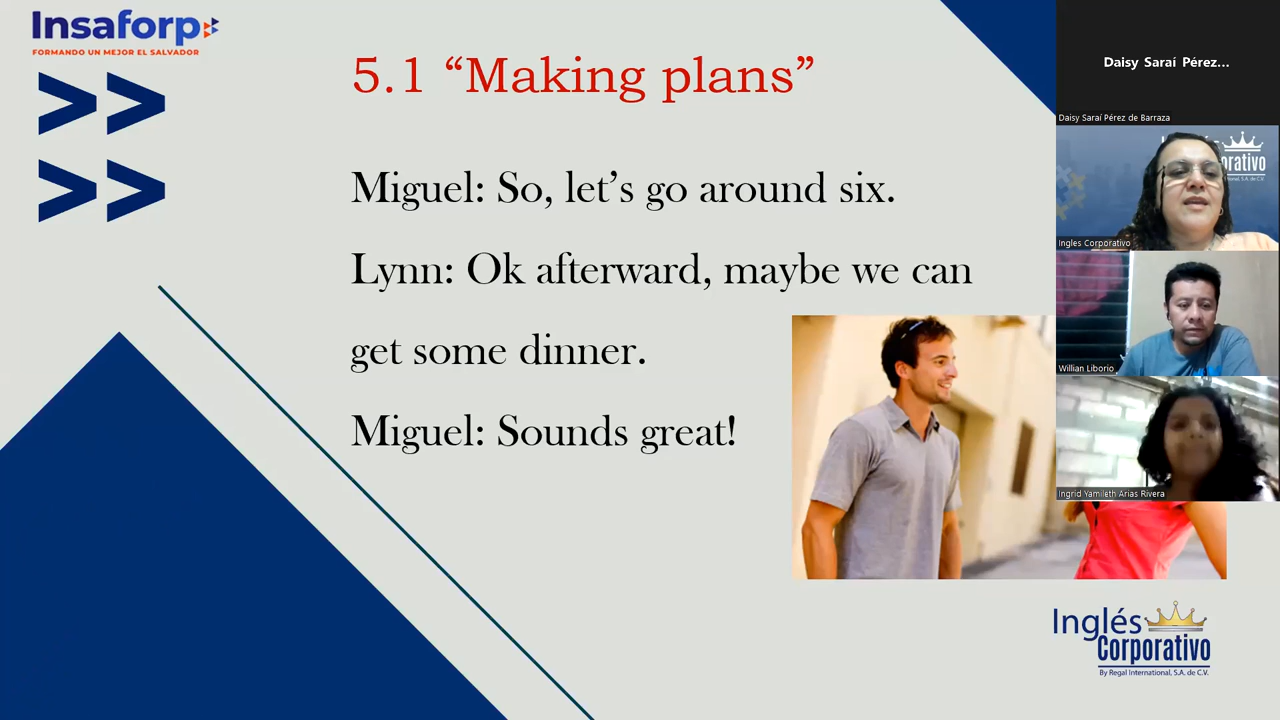 Insaforp
FORMANDO UN MEJOR EL SALVADOR
5.1 “Making plans”
Miguel: So, let’s go around six.
Lynn: Ok afterward, maybe we can
get some dinner.
Miguel: Sounds great!
Daisy Saraí Pérez...
Daisy Saraí Pérez de Barraza
orativo
Ingles Corporativo
Willian Liborio
Ingrid Yamileth Arias Rivera
Inglés
Corporativo
By Regal International, S.A. de C.V.